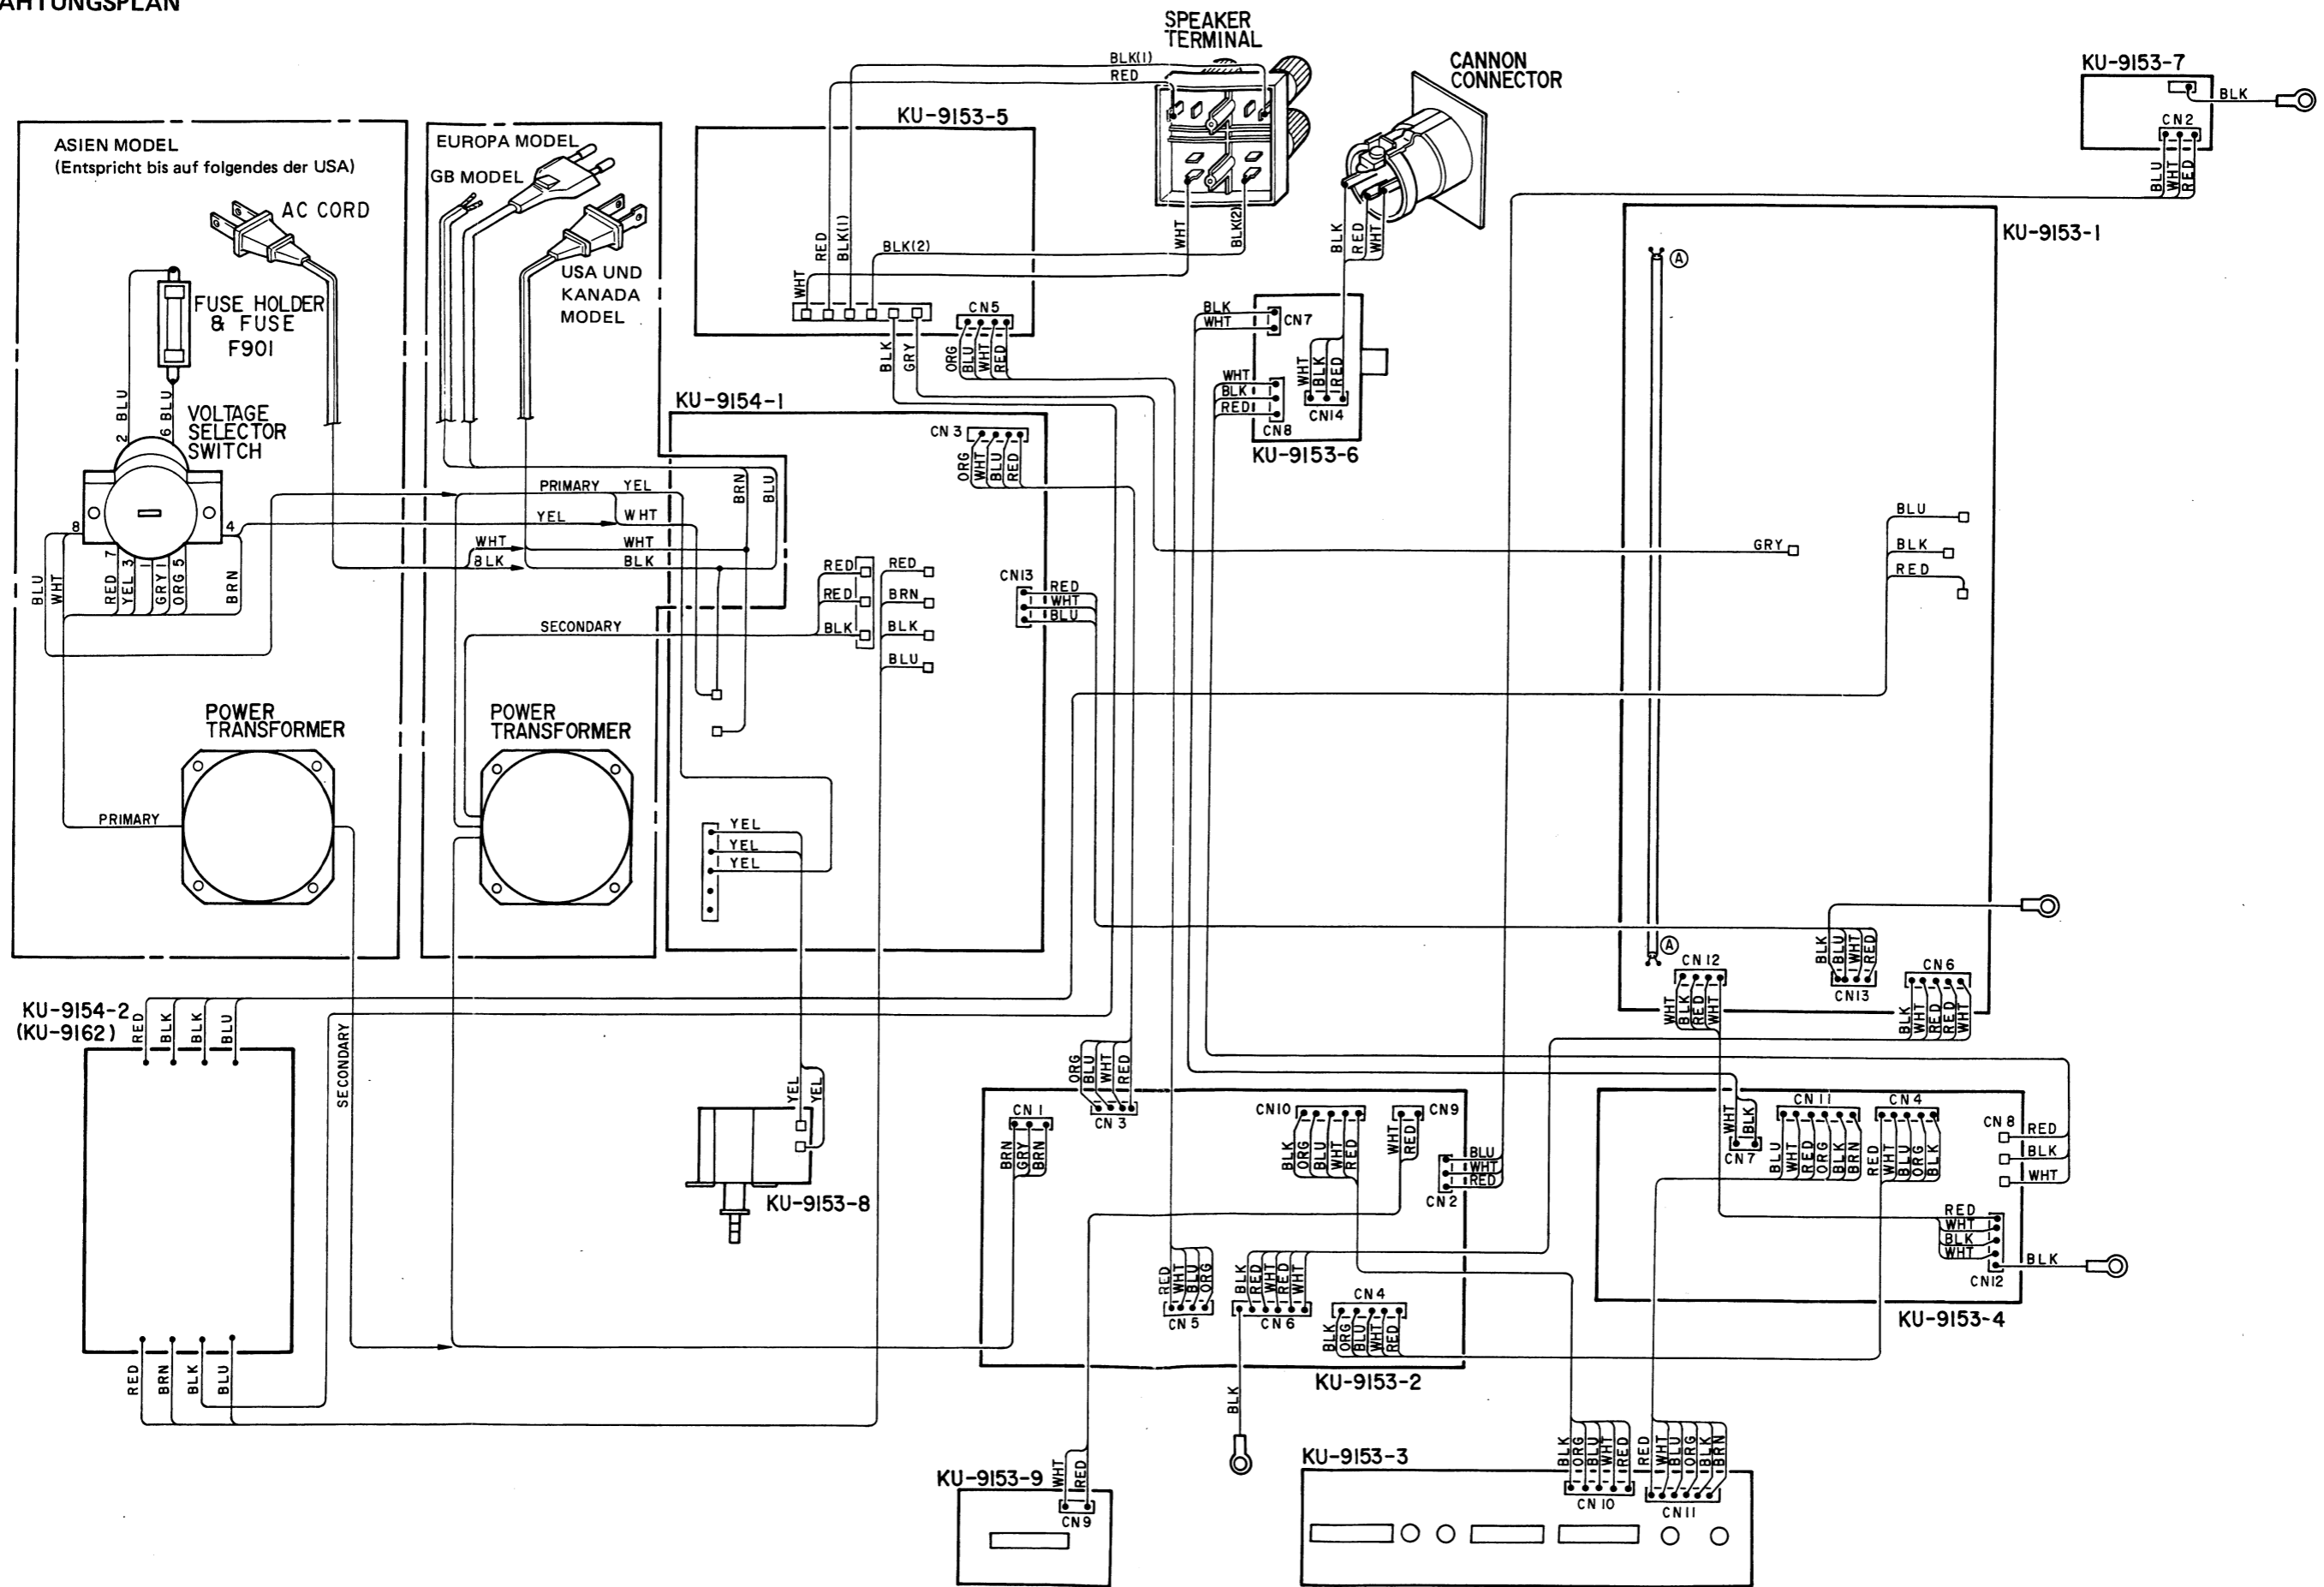 AHTUNGSPLAN
SPEAKER
TERMINAL
BLK(1)
RED
CANNON
CONNECTOR
KU-9153-7
BLK
CN2
BLU
WHT
RED
KU-9153-5
ASIEN MODEL
(Entspricht bis auf folgendes der USA)
AC CORD
FUSE HOLDER
& FUSE
F901
2 BLU
6 BLU
VOLTAGE
SELECTOR
SWITCH
8
4
BLU
WHT
RED 7
YEL 3
1
GRY 1
ORG 5
BRN
POWER
TRANSFORMER
PRIMARY
EUROPA MODEL
GB MODEL
USA UND
KANADA
MODEL
PRIMARY
YEL
YEL
WHT
WHT
WHT
BLK
BLK
BRN
BLU
SECONDARY
POWER
TRANSFORMER
RED
BLK(1)
BLK(2)
WHT
WHT
BLK(2)
CN5
BLK
GRY
ORG
BLU
WHT
RED
BLK
RED
WHT
BLK
WHT
CN7
WHT
BLK
RED
CN8
WHT
BLK
RED
CN14
KU-9153-6
KU-9153-1
A
BLU
BLK
RED
GRY
A
CN12
WHT
BLK
RED
WHT
BLK
BLU
WHT
RED
CN13
CN6
BLK
WHT
RED
RED
WHT
KU-9154-1
CN3
ORG
WHT
BLU
RED
RED
RED
BLK
RED
BRN
BLK
BLU
CN13
RED
WHT
BLU
YEL
YEL
YEL
KU-9154-2
(KU-9162)
RED
BLK
BLK
BLU
SECONDARY
RED
BRN
BLK
BLU
YEL
YEL
KU-9153-8
ORG
BLU
WHT
RED
CN3
CN1
BRN
GRY
BRN
CN10
BLK
ORG
BLU
WHT
RED
CN9
WHT
RED
BLU
WHT
RED
CN2
RED
WHT
BLU
ORG
CN5
BLK
RED
WHT
RED
WHT
CN6
CN4
BLK
ORG
BLU
WHT
RED
KU-9153-2
BLK
WHT
BLK
CN7
CN11
BLU
WHT
RED
ORG
BLK
BRN
CN4
RED
WHT
BLU
ORG
BLK
CN8
RED
BLK
WHT
RED
WHT
BLK
WHT
CN12
BLK
KU-9153-4
KU-9153-9
WHT
RED
CN9
KU-9153-3
BLK
ORG
BLU
WHT
RED
CN10
RED
WHT
BLU
ORG
BLK
BRN
CN11